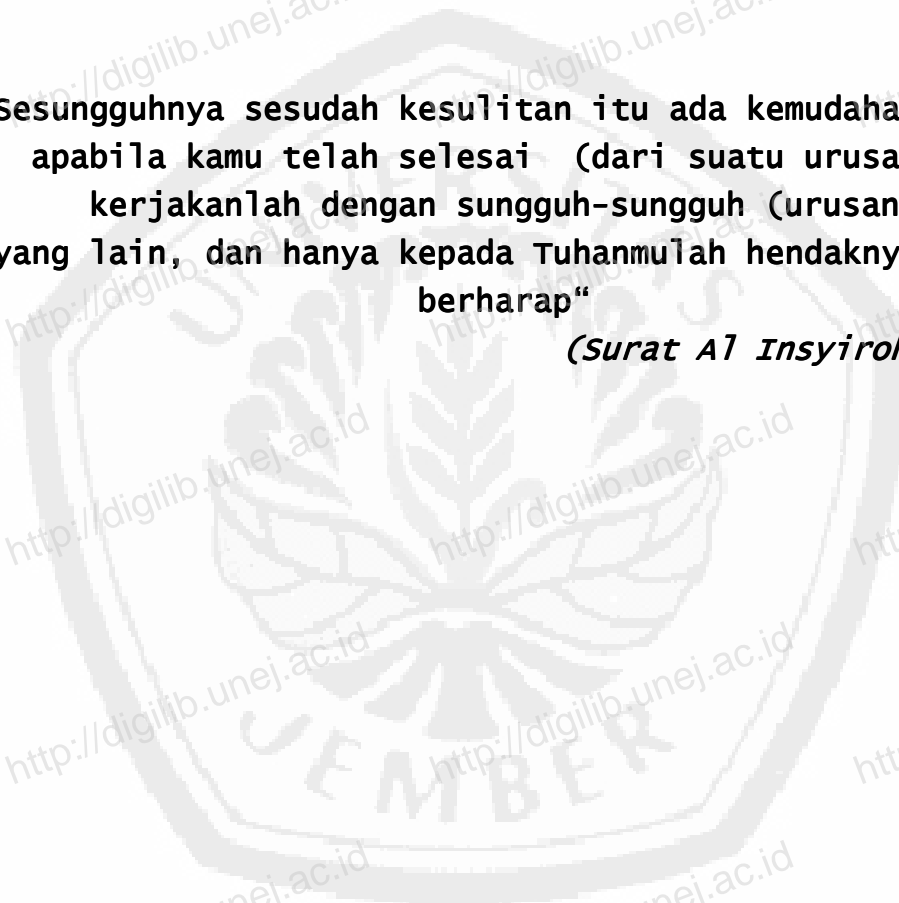 http://digilib.unej.ac.id
Sesungguhnya sesudah kesulitan itu ada kemudaha
apabila kamu telah selesai (dari suatu urusa
kerjakanlah dengan sungguh-sungguh (urusan
yang lain, dan hanya kepada Tuhanmulah hendakny
berharap“
(Surat Al Insyiroh
UNIVERSITAS
http://digilib.unej.ac.id
http://digilib.unej.ac.id
http://digilib.unej.ac.id
http://digilib.unej.ac.id
http://digilib.unej.ac.id
http://digilib.unej.ac.id
JEMBER